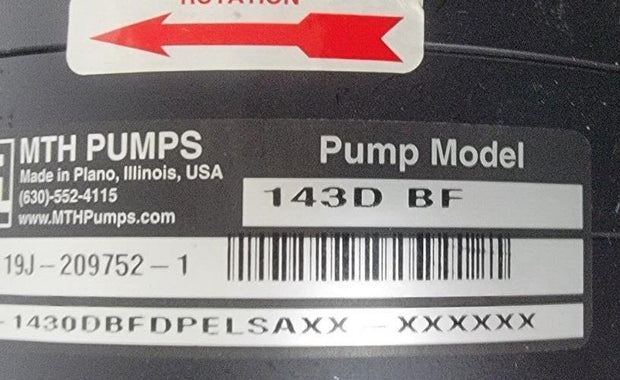 ROTATION
MTH PUMPS
Made in Plano, Illinois, USA
(630)-552-4115
www.MTHPumps.com
Pump Model
143D BF
19J-209752-1
-1430DBFDPELSAXX - XXXXXX